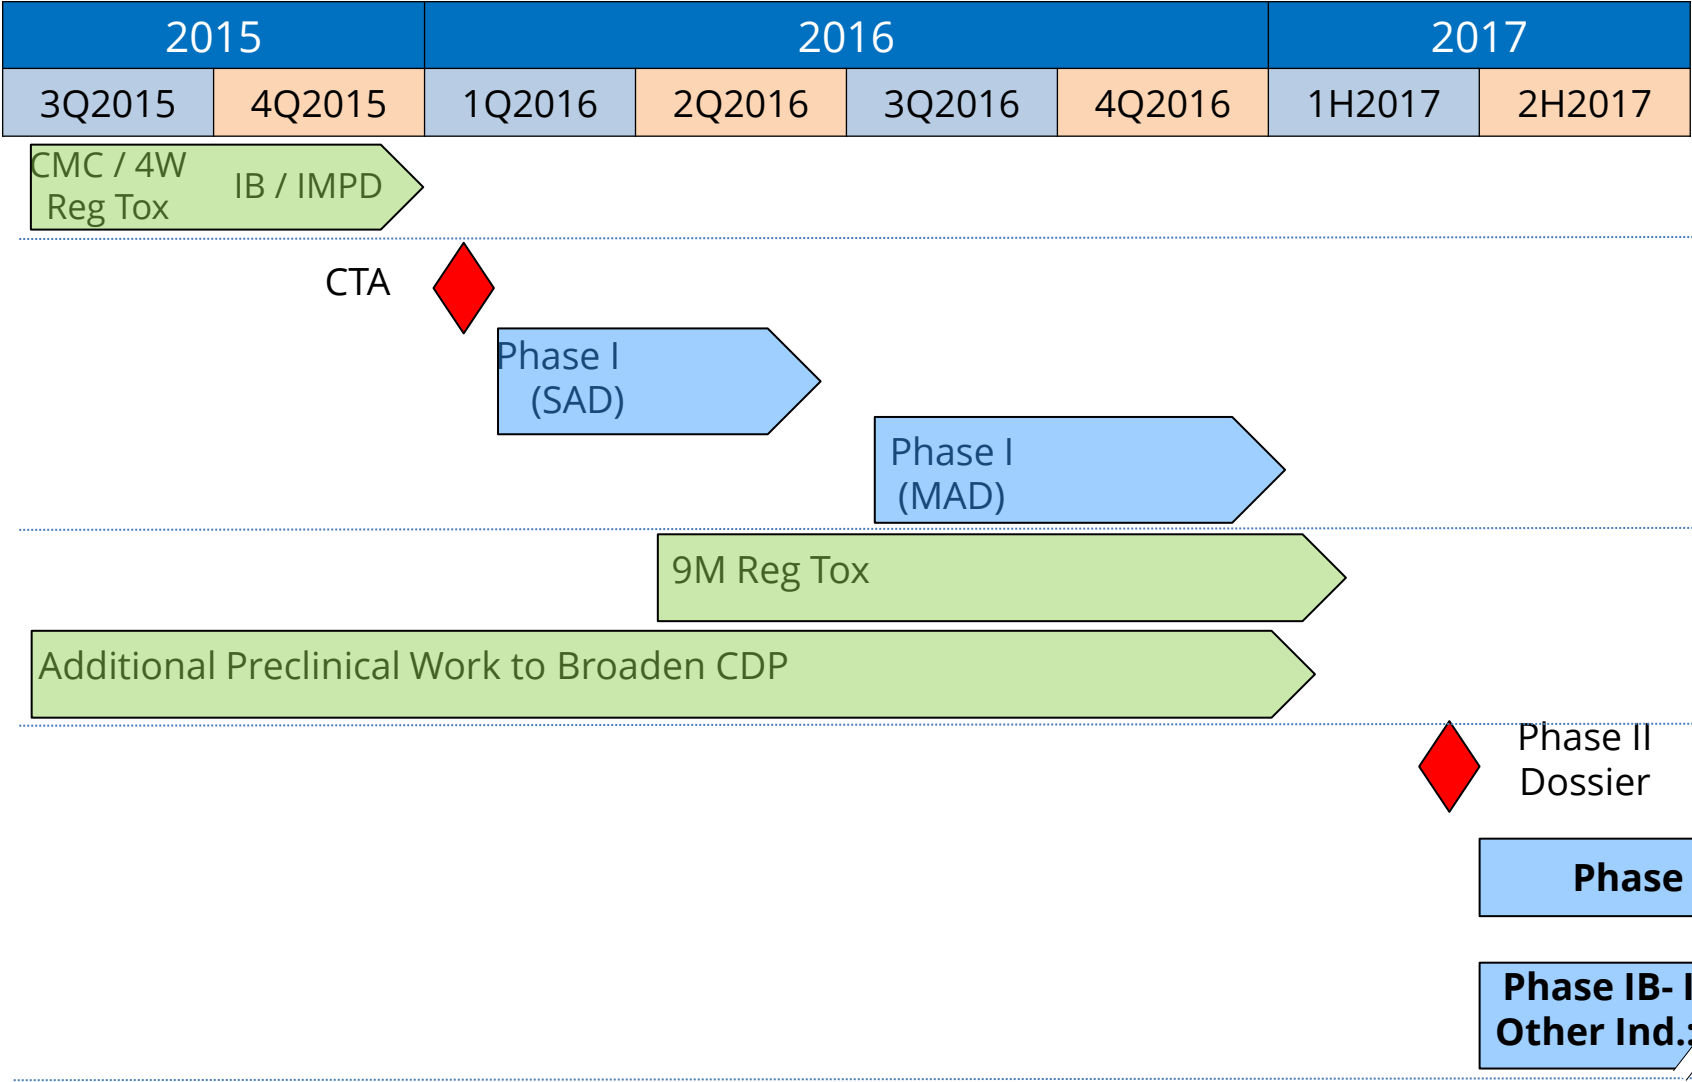 2015 2016 2017
3Q2015 4Q2015 1Q2016 2Q2016 3Q2016 4Q2016 1H2017 2H2017
CMC / 4W
Reg Tox
IB / IMPD
CTA
Phase I
(SAD)
Phase I
(MAD)
9M Reg Tox
Additional Preclinical Work to Broaden CDP
Phase II
Dossier
Phase
Phase IB- I
Other Ind.: